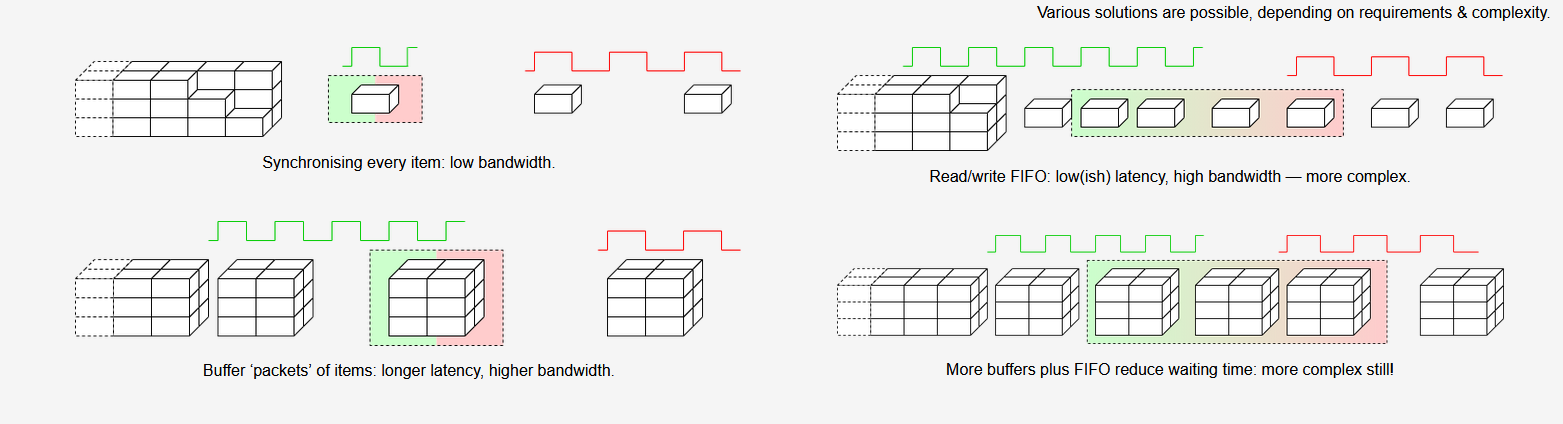 Various solutions are possible, depending on requirements & complexity.
Synchronising every item: low bandwidth.
Read/write FIFO: low(ish) latency, high bandwidth — more complex.
Buffer ‘packets’ of items: longer latency, higher bandwidth.
More buffers plus FIFO reduce waiting time: more complex still!